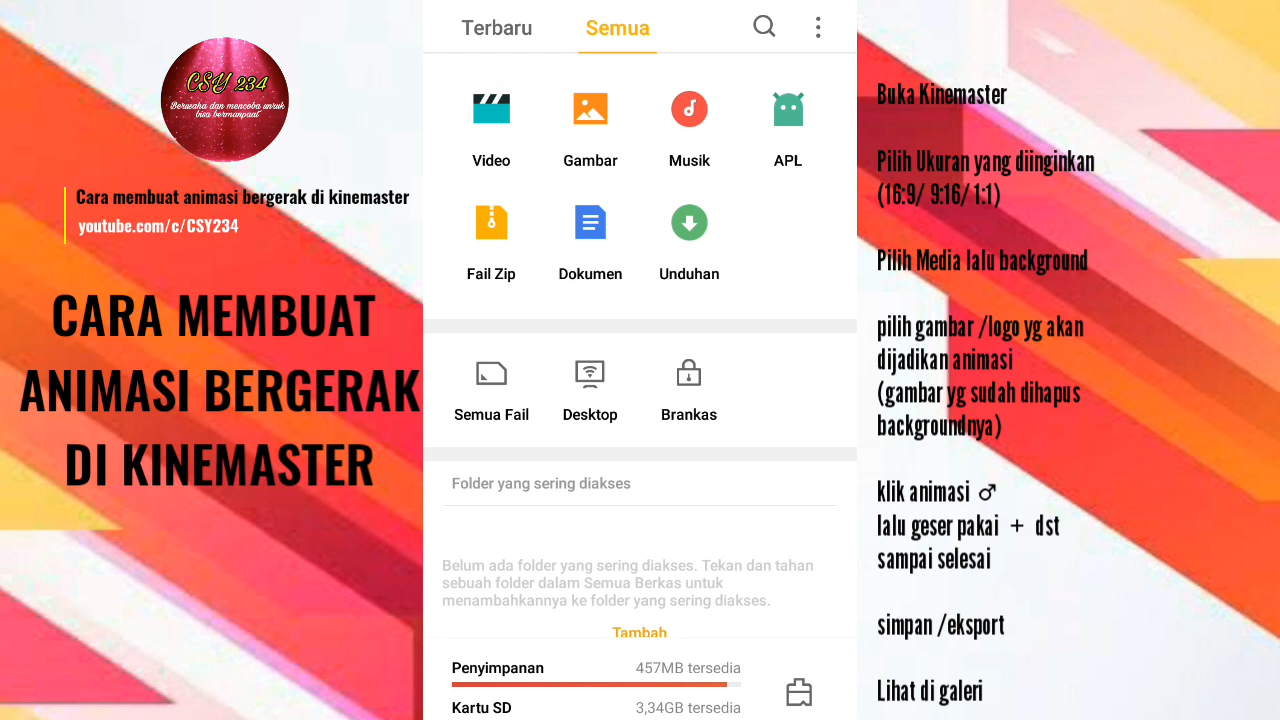 CSY 234
Berusaha dan mencoba unruk
bisa bermanpaat
Cara membuat animasi bergerak di kinemaster
youtube.com/c/CSY234
CARA MEMBUAT
ANIMASI BERGERAK
DI KINEMASTER
Terbaru Semua
Video Gambar Musik APL
Fail Zip Dokumen Unduhan
Semua Fail Desktop Brankas
Folder yang sering diakses
Belum ada folder yang sering diakses. Tekan dan tahan
sebuah folder dalam Semua Berkas untuk
menambahkannya ke folder yang sering diakses.
Tambah
Penyimpanan 457MB tersedia
Kartu SD 3,34GB tersedia
Buka Kinemaster
Pilih Ukuran yang diinginkan
(16:9/ 9:16/ 1:1)
Pilih Media lalu background
pilih gambar /logo yg akan
dijadikan animasi
(gambar yg sudah dihapus
backgroundnya)
klik animasi ♂
lalu geser pakai + dst
sampai selesai
simpan /eksport
Lihat di galeri